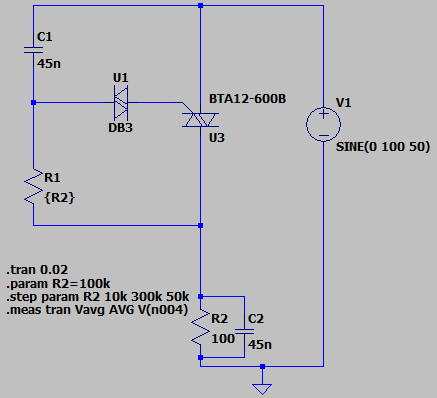 C1
45n
U1
DB3
BTA12-600B
U3
V1
SINE(0 100 50)
R1
{R2}
.tran 0.02
.param R2=100k
.step param R2 10k 300k 50k
.meas tran Vavg AVG V(n004)
R2
100
C2
45n